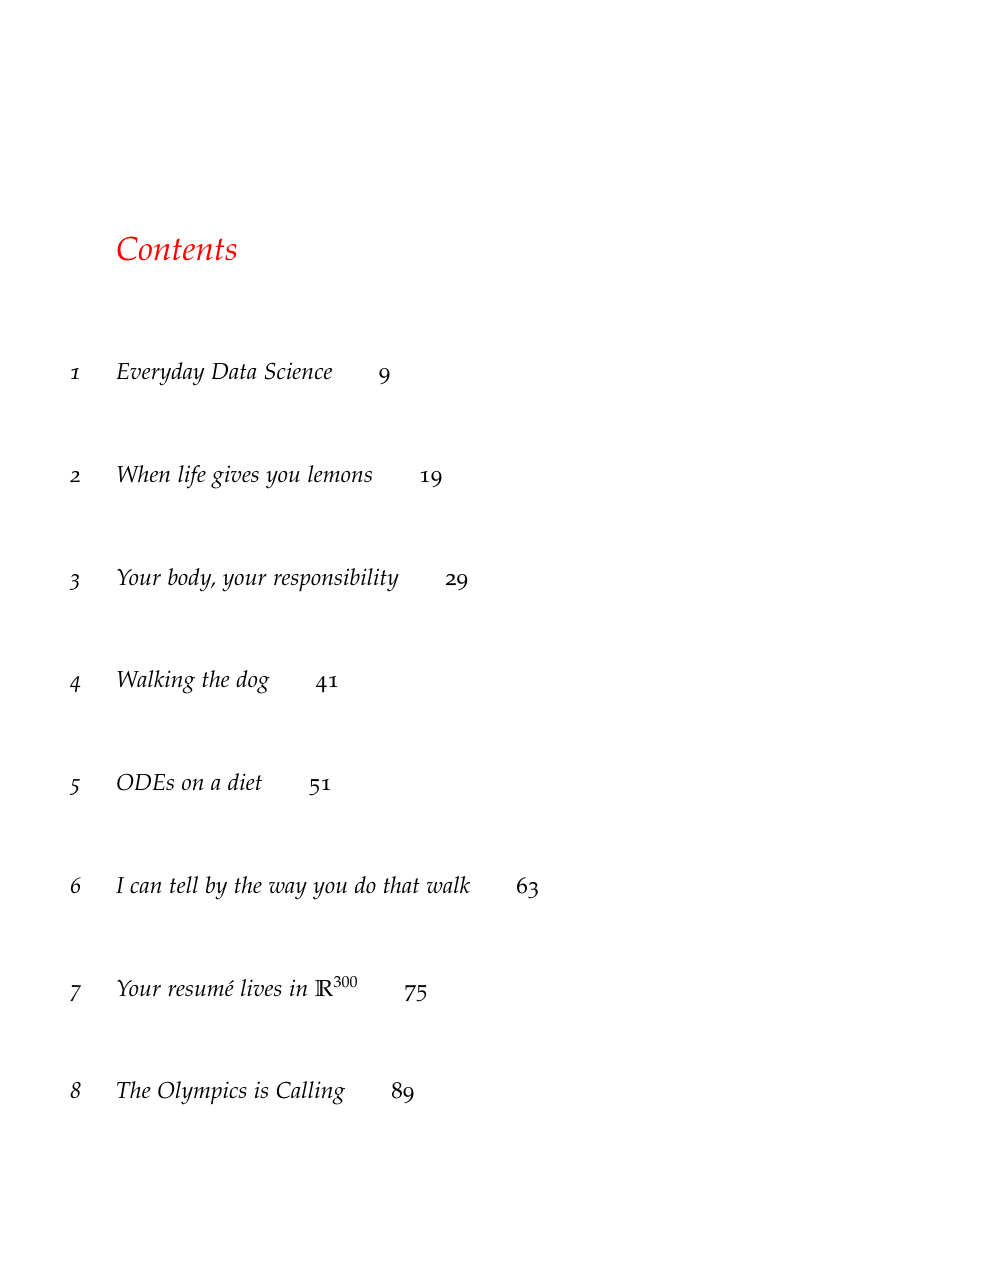 Contents
1 Everyday Data Science 9
2 When life gives you lemons 19
3 Your body, your responsibility 29
4 Walking the dog 41
5 ODEs on a diet 51
6 I can tell by the way you do that walk 63
7 Your resumé lives in ℝ³⁰⁰ 75
8 The Olympics is Calling 89